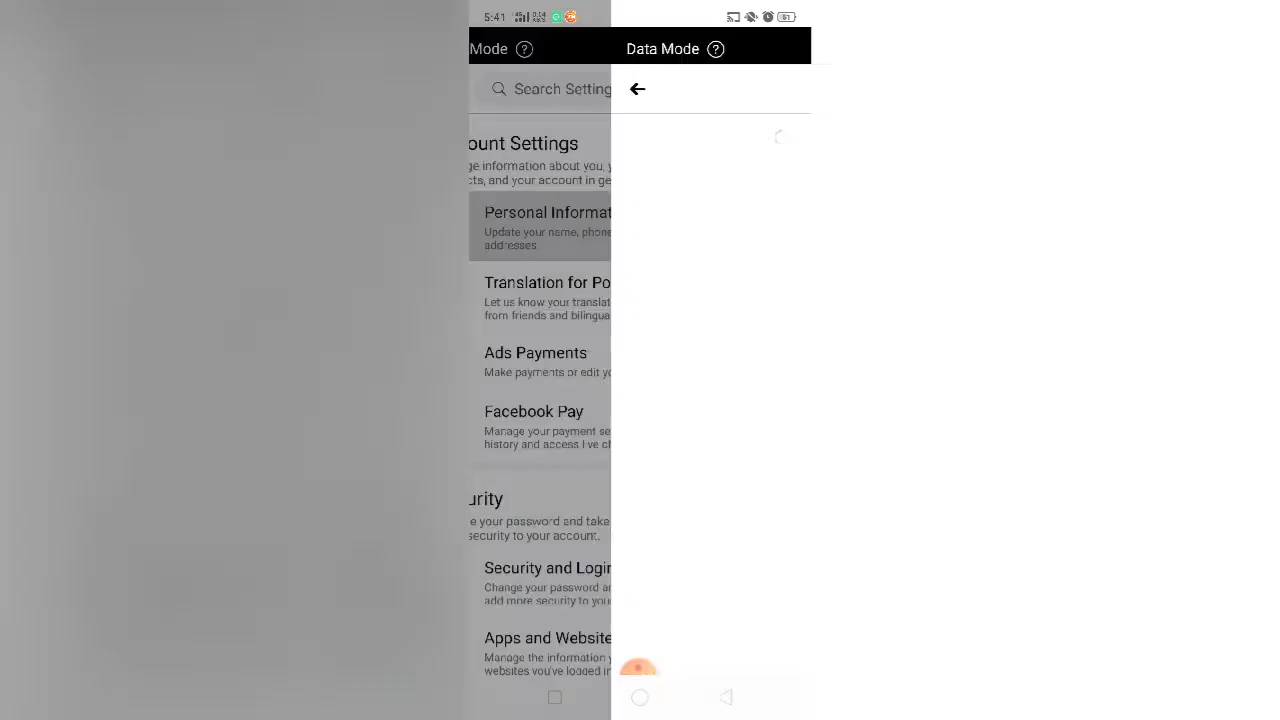 5:41
Mode ?
Data Mode ?
Search Setting
ount Settings
ge information about you, y
cts, and your account in ge
Personal Informat
Update your name, phone
addresses.
Translation for Po
Let us know your translat
from friends and bilingua
Ads Payments
Make payments or edit yo
Facebook Pay
Manage your payment se
history and access live ch
urity
e your password and take
security to your account.
Security and Login
Change your password an
add more security to your
Apps and Website
Manage the information y
websites you've logged in